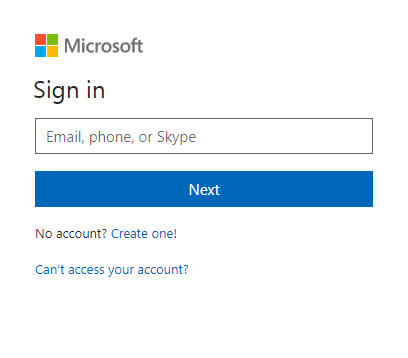 Microsoft
Sign in
Email, phone, or Skype
Next
No account? Create one!
Can't access your account?